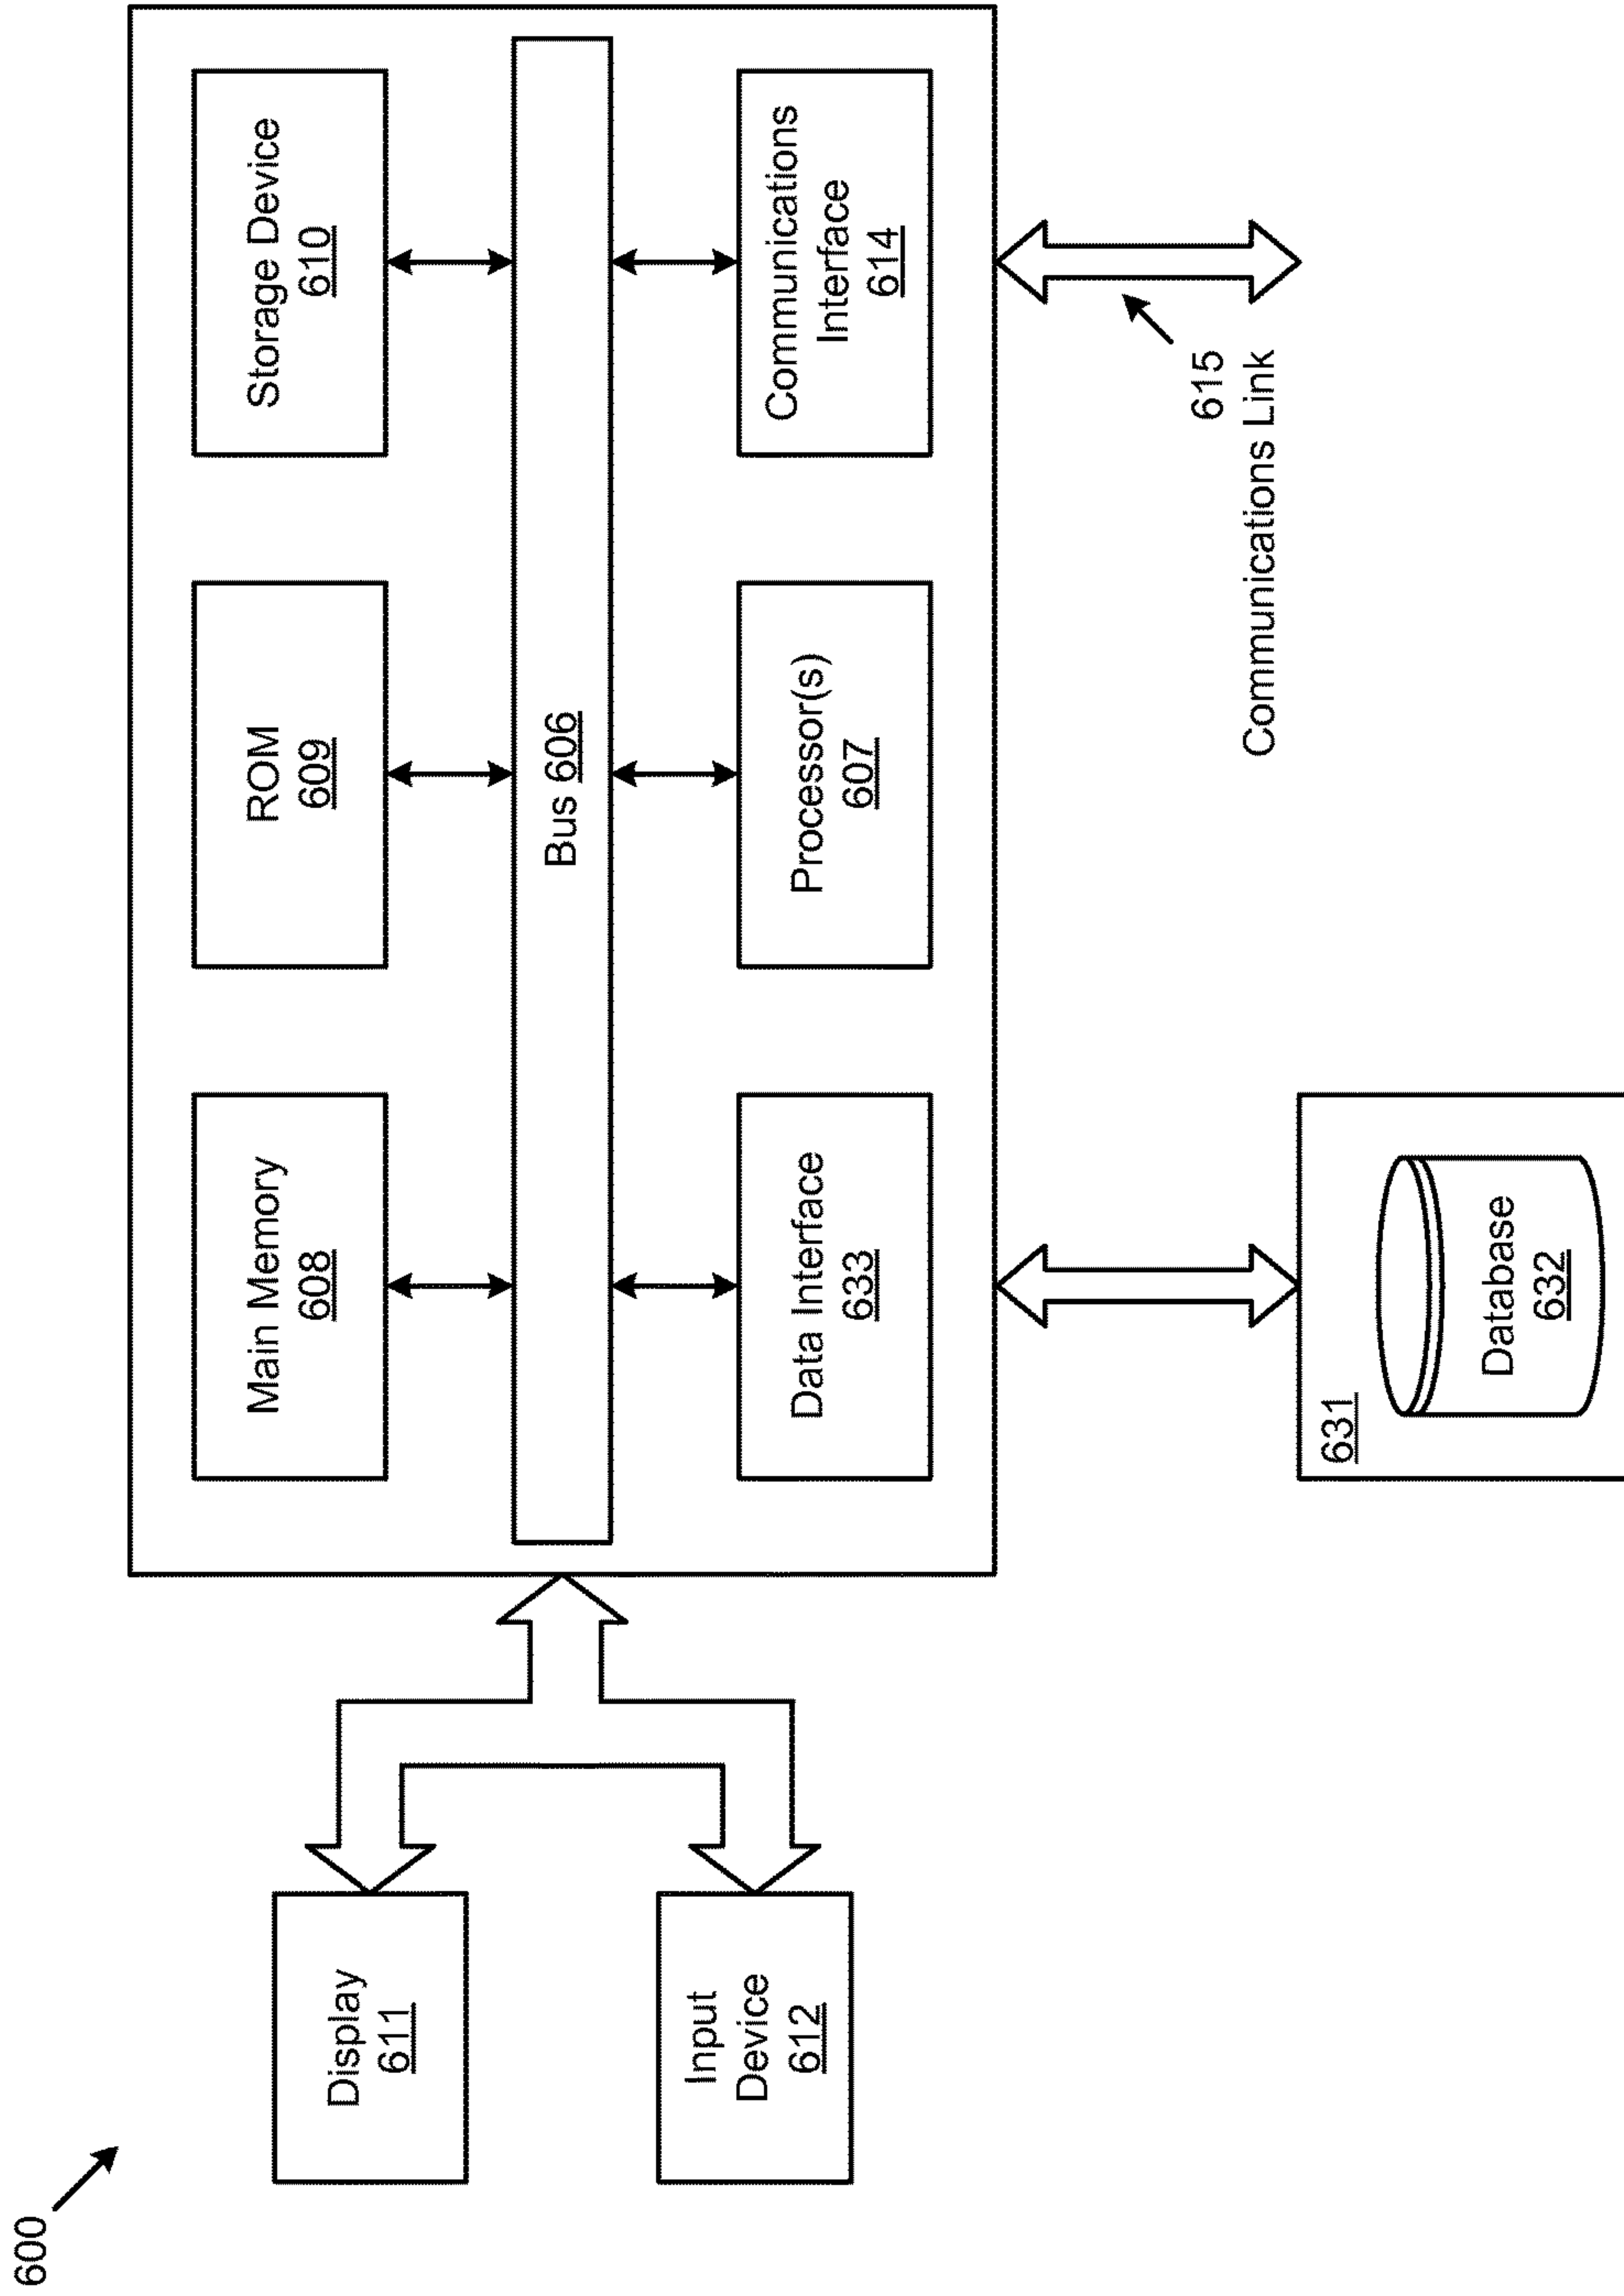 600
Display
611
Input
Device
612
Main Memory
608
ROM
609
Storage Device
610
Bus 606
Data Interface
633
Processor(s)
607
Communications
Interface
614
615
Communications Link
631
Database
632